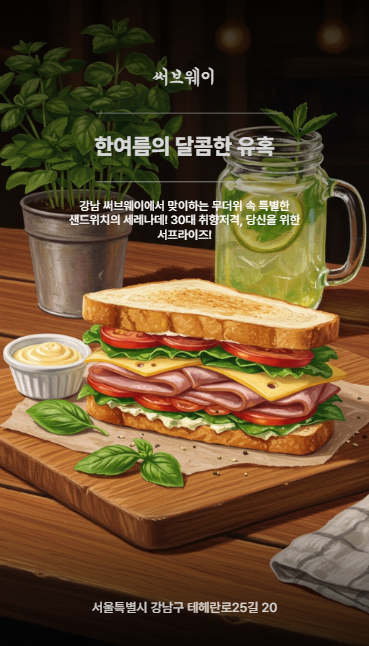 써브웨이
한여름의 달콤한 유혹
강남 써브웨이에서 맞이하는 무더위 속 특별한
샌드위치의 세레나데! 30대 취향저격, 당신을 위한
서프라이즈!
서울특별시 강남구 테헤란로25길 20